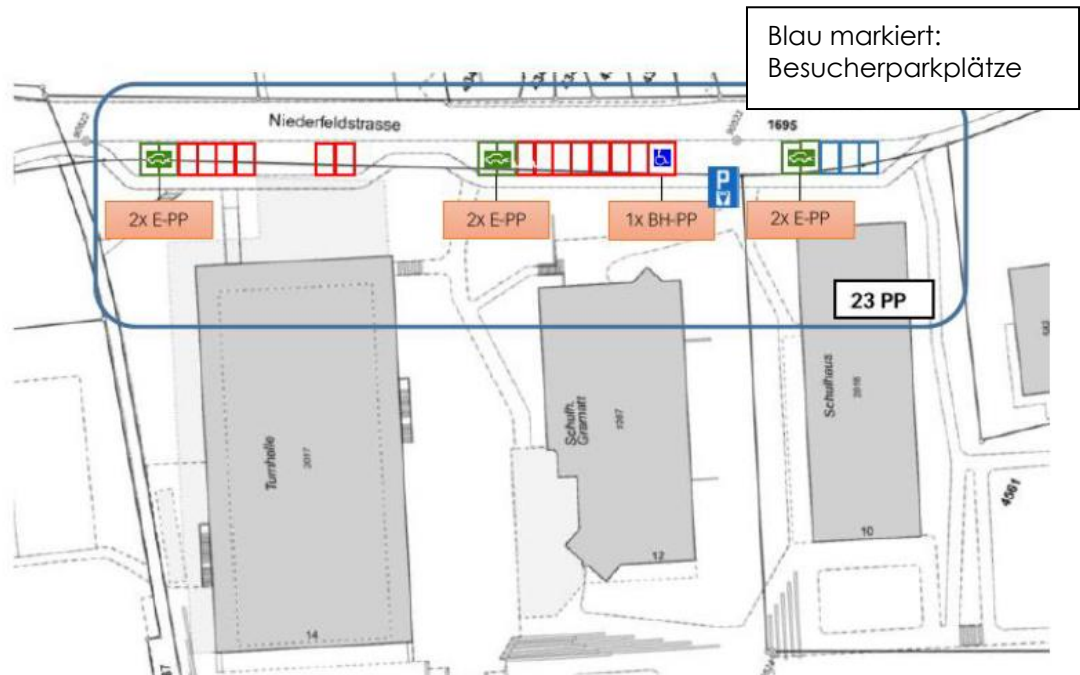 Blau markiert:
Besucherparkplätze
Niederfeldstrasse
1695
P
2x E-PP
2x E-PP
1x BH-PP
2x E-PP
23 PP
Turnhalle
2017
Schulh.
Gramatt
Schulhaus
4561
14
12
10